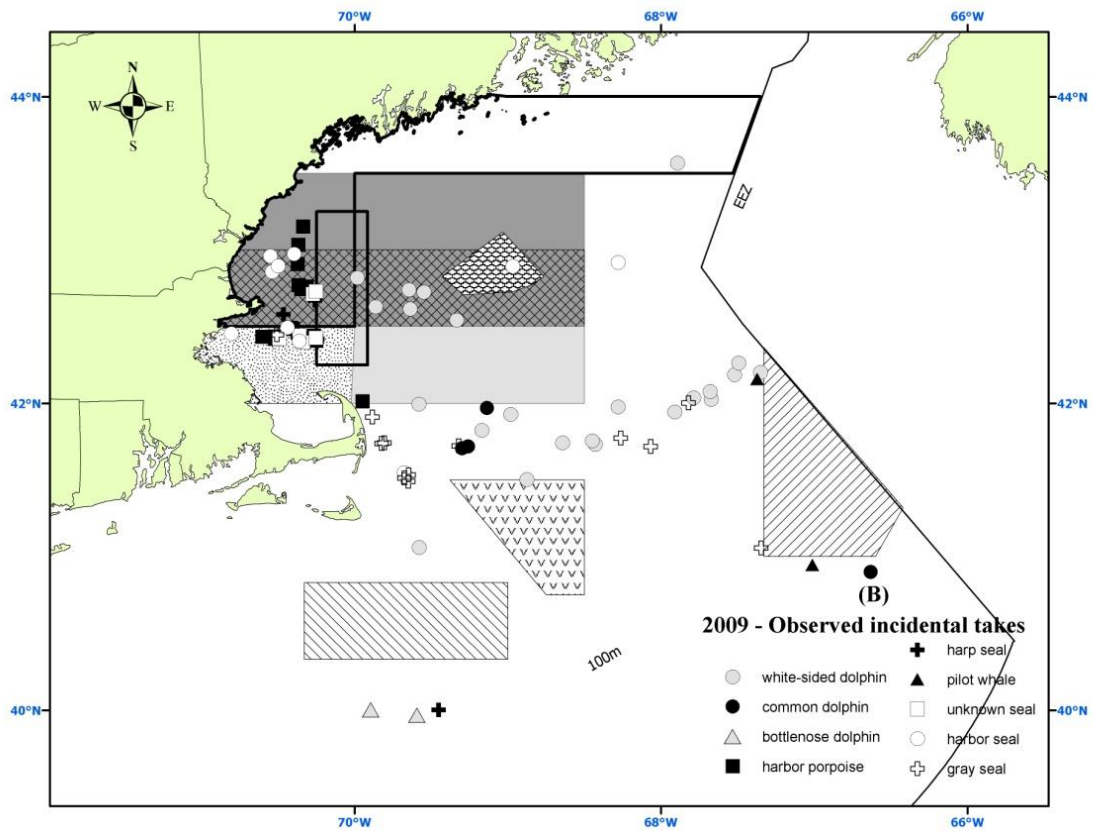 70°W 68°W 66°W
N
W E
S
44°N 44°N
EEZ
42°N 42°N
(B)
2009 - Observed incidental takes
100m
harp seal
white-sided dolphin pilot whale
40°N common dolphin unknown seal 40°N
bottlenose dolphin harbor seal
harbor porpoise gray seal
70°W 68°W 66°W